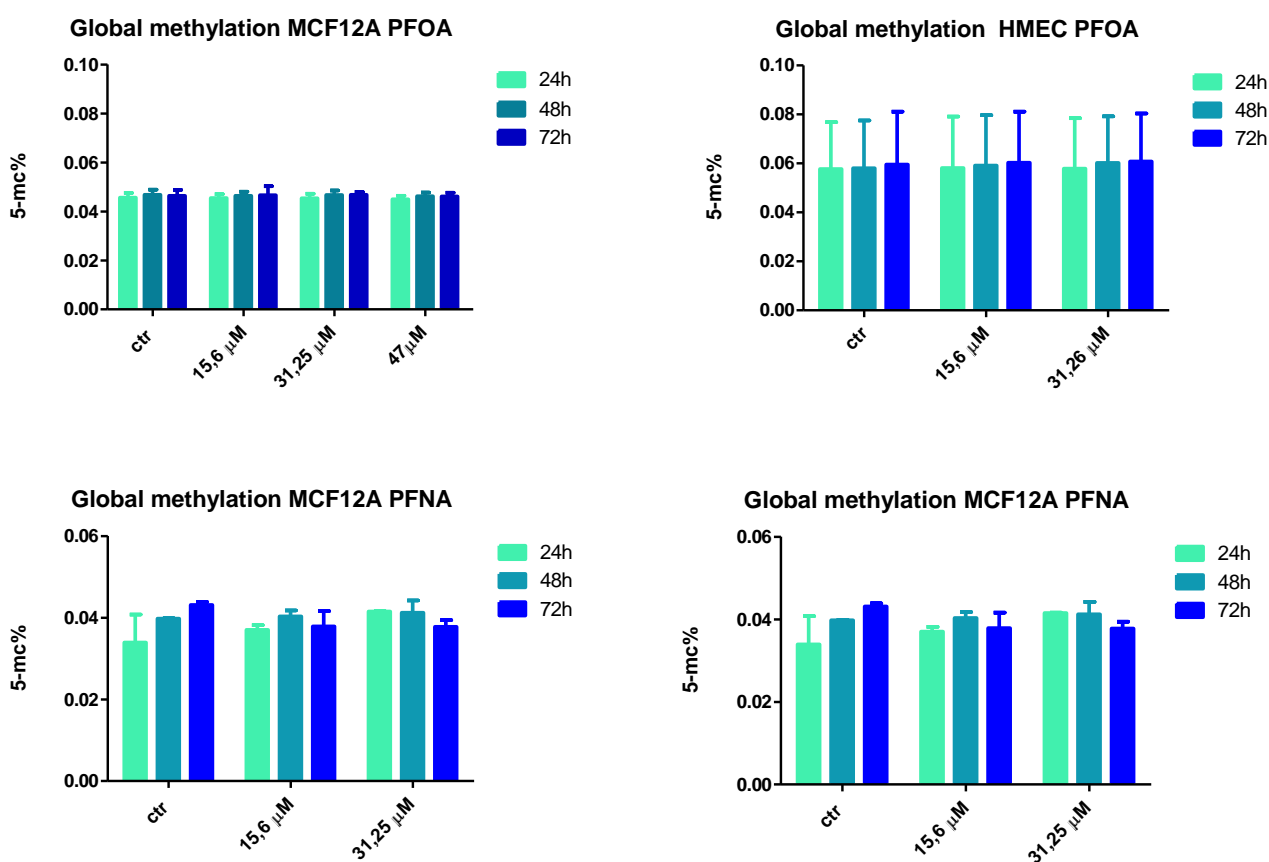 Global methylation MCF12A PFOA
0.10
0.08
0.06
0.04
0.02
0.00
5-mc%
ctr
15,6 μM
31,25 μM
47μM
24h
48h
72h
Global methylation  HMEC PFOA
0.10
0.08
0.06
0.04
0.02
0.00
5-mc%
ctr
15,6 μM
31,26 μM
24h
48h
72h
Global methylation MCF12A PFNA
0.06
0.04
0.02
0.00
5-mc%
ctr
15,6 μM
31,25 μM
24h
48h
72h
Global methylation MCF12A PFNA
0.06
0.04
0.02
0.00
5-mc%
ctr
15,6 μM
31,25 μM
24h
48h
72h